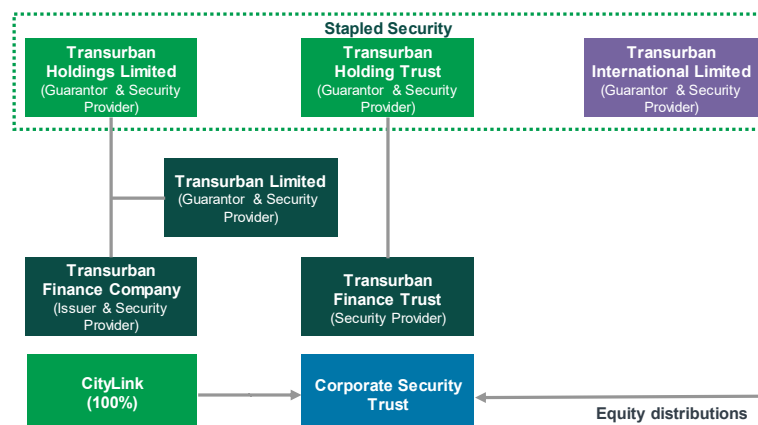 Stapled Security
Transurban
Holdings Limited
(Guarantor & Security
Provider)
Transurban
Holding Trust
(Guarantor & Security
Provider)
Transurban
International Limited
(Guarantor & Security
Provider)
Transurban Limited
(Guarantor & Security
Provider)
Transurban
Finance Company
(Issuer & Security
Provider)
Transurban
Finance Trust
(Security Provider)
CityLink
(100%)
Corporate Security
Trust
Equity distributions